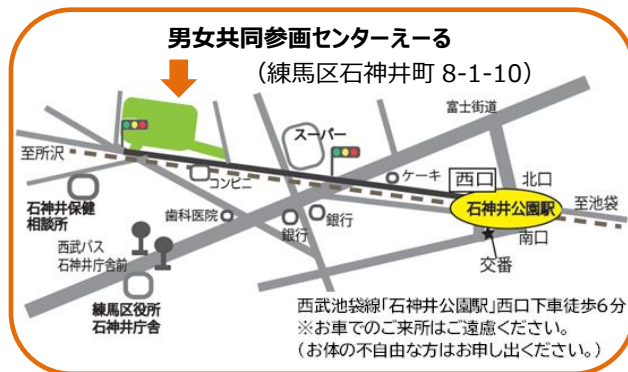 男女共同参画センターえーる
（練馬区石神井町 8-1-10）
富士街道
スーパー
至所沢
コンビニ
ケーキ
西口
北口
石神井公園駅
至池袋
石神井保健
相談所
歯科医院
銀行
銀行
南口
交番
西武バス
石神井庁舎前
練馬区役所
石神井庁舎
西武池袋線「石神井公園駅」西口下車徒歩6分
※お車でのご来所はご遠慮ください。
（お体の不自由な方はお申し出ください。）